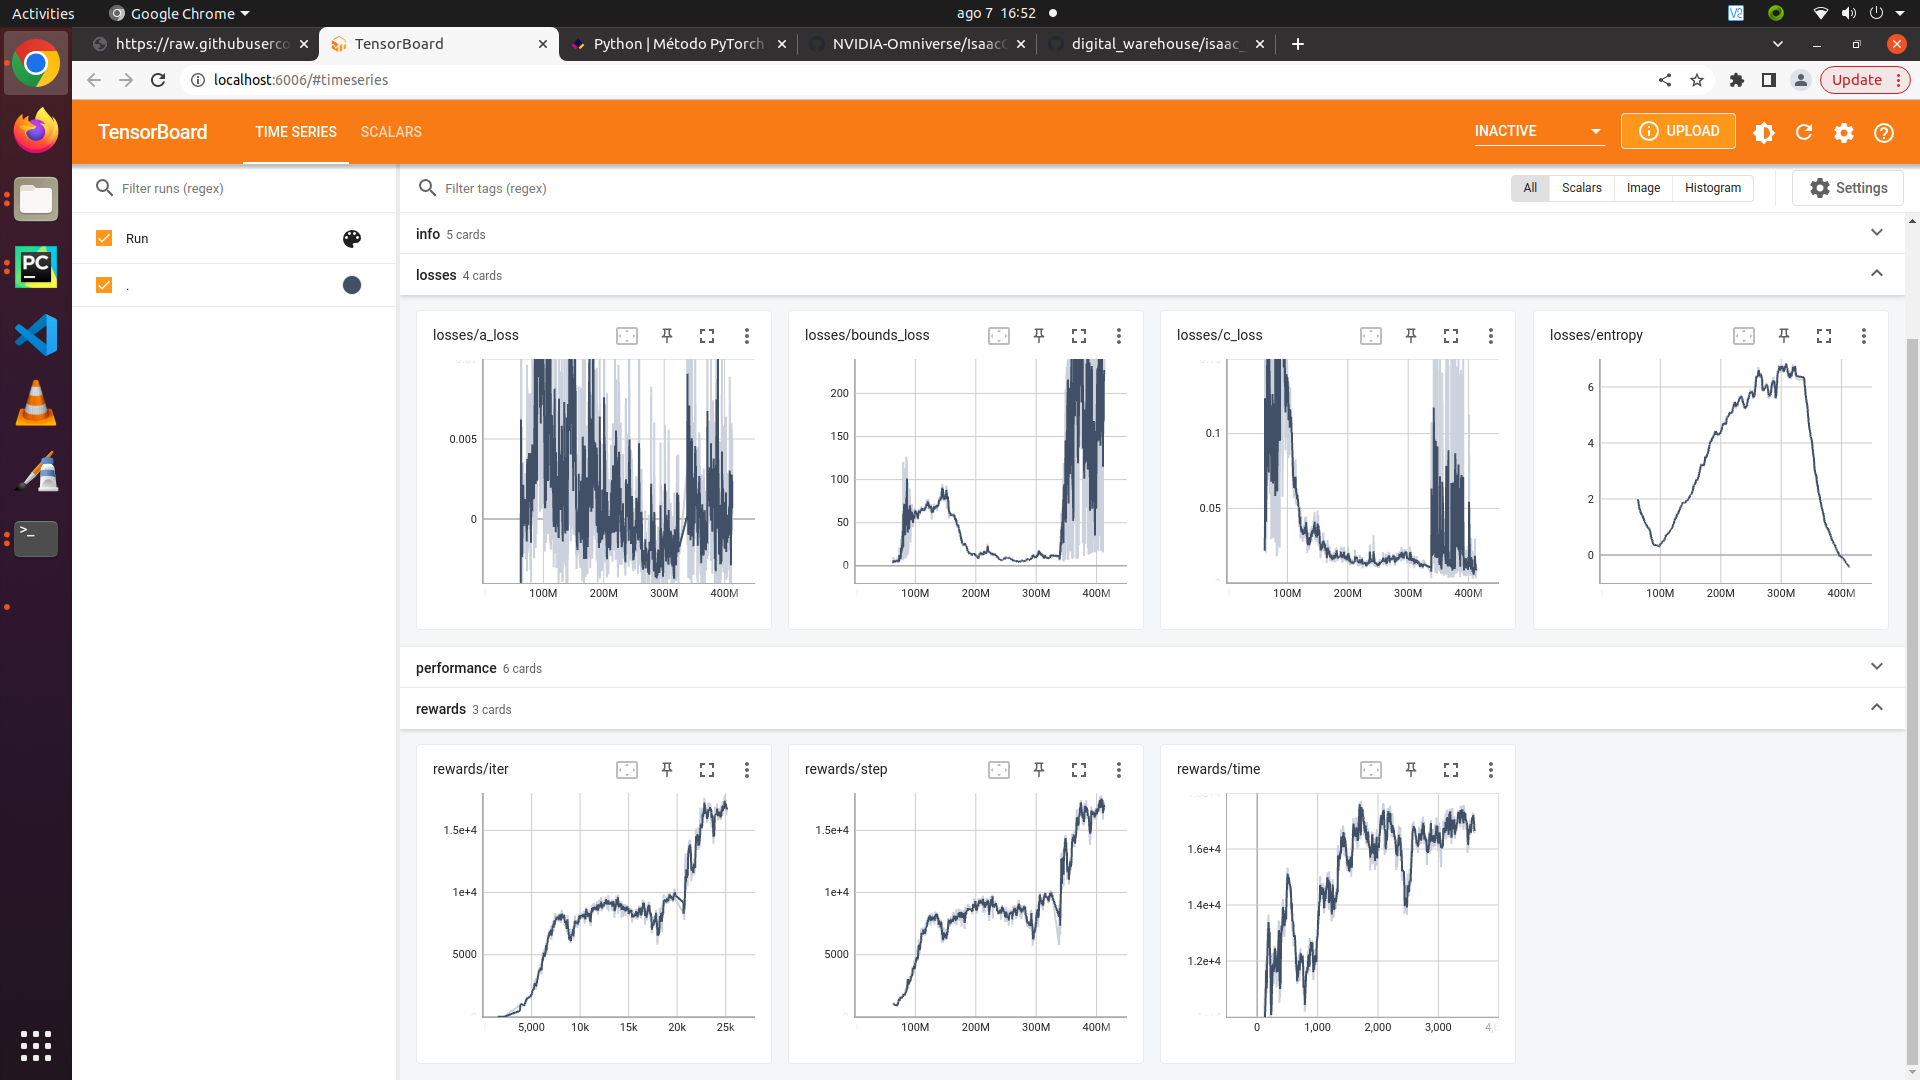 Activities
Google Chrome
ago 7 16:52
https://raw.githubuserco
TensorBoard
Python | Método PyTorch
NVIDIA-Omniverse/IsaacG
digital_warehouse/isaac_
localhost:6006/#timeseries
Update
TensorBoard
TIME SERIES
SCALARS
INACTIVE
UPLOAD
Filter runs (regex)
Filter tags (regex)
All
Scalars
Image
Histogram
Settings
Run
.
info 5 cards
losses 4 cards
losses/a_loss
0.005
0
100M 200M 300M 400M
losses/bounds_loss
200
150
100
50
0
100M 200M 300M 400M
losses/c_loss
0.1
0.05
100M 200M 300M 400M
losses/entropy
6
4
2
0
100M 200M 300M 400M
performance 6 cards
rewards 3 cards
rewards/iter
1.5e+4
1e+4
5000
5,000 10k 15k 20k 25k
rewards/step
1.5e+4
1e+4
5000
100M 200M 300M 400M
rewards/time
1.6e+4
1.4e+4
1.2e+4
0 1,000 2,000 3,000
PC
>_